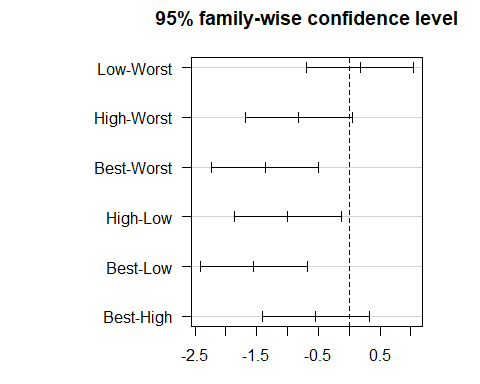 95% family-wise confidence level
Low-Worst
High-Worst
Best-Worst
High-Low
Best-Low
Best-High
-2.5 -1.5 -0.5 0.5